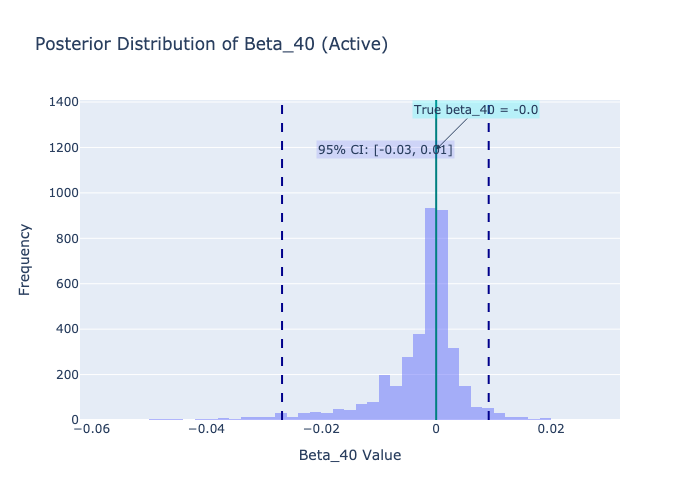 Posterior Distribution of Beta_40 (Active)
True beta_40 = -0.0
95% CI: [-0.03, 0.01]
1400
1200
1000
800
600
400
200
0
Frequency
−0.06
−0.04
−0.02
0
0.02
Beta_40 Value